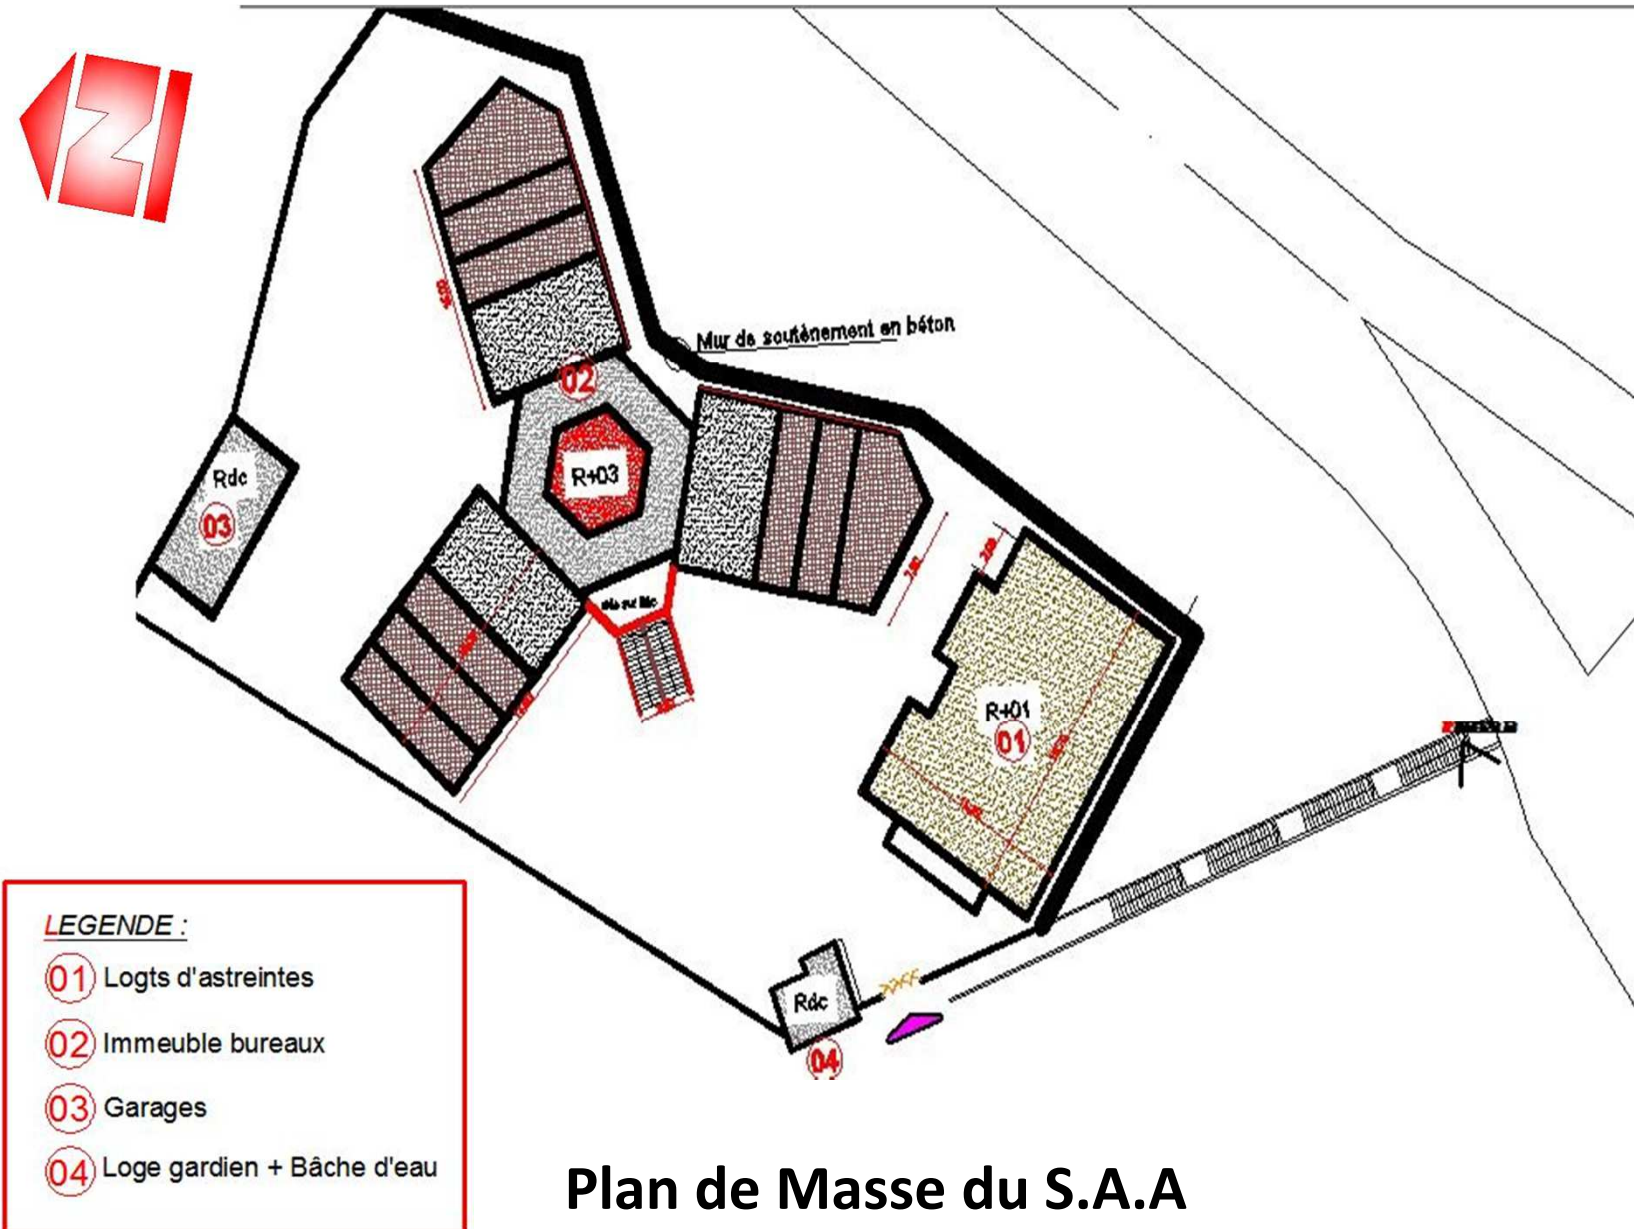 N
Mur de soutènement en béton
02
R+03
Rdc
03
R+01
01
Rdc
04
LEGENDE :
01 Logts d'astreintes
02 Immeuble bureaux
03 Garages
04 Loge gardien + Bâche d'eau
Plan de Masse du S.A.A